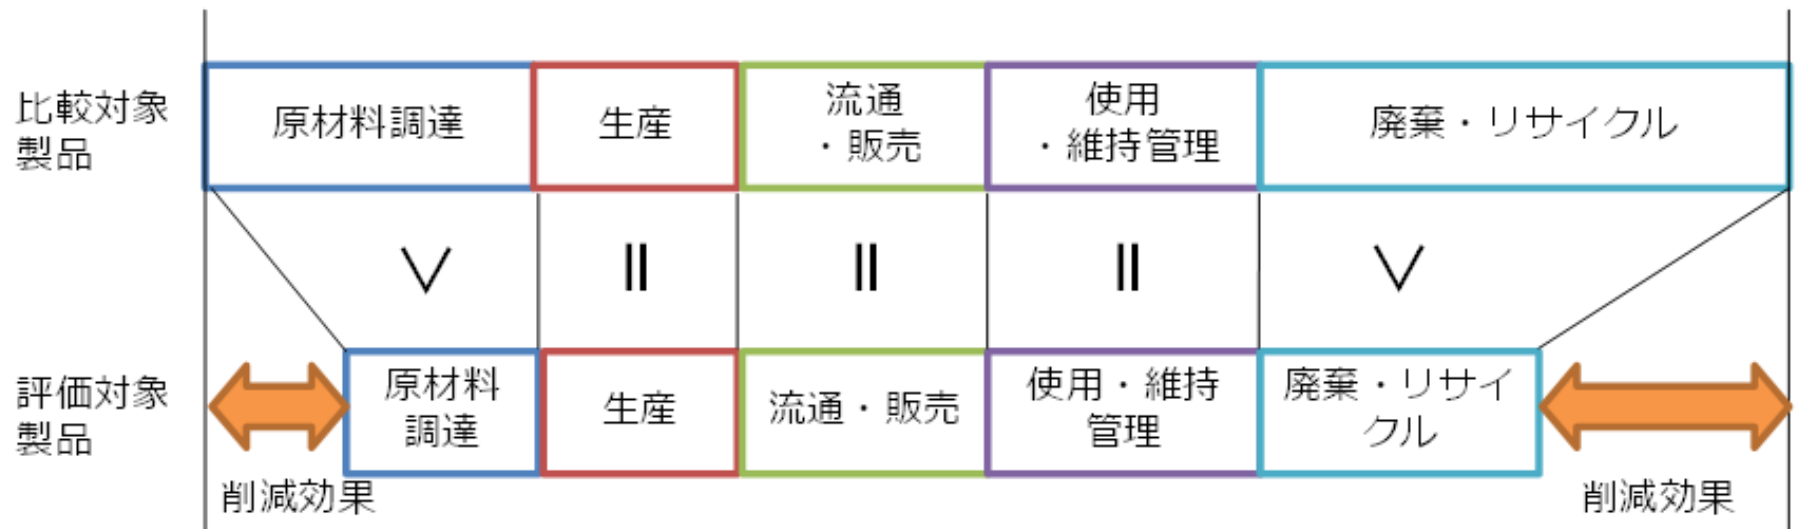 比較対象
製品
原材料調達
生産
流通
・販売
使用
・維持管理
廃棄・リサイクル
∨
||
||
||
∨
評価対象
製品
原材料
調達
生産
流通・販売
使用・維持
管理
廃棄・リサイ
クル
削減効果
削減効果